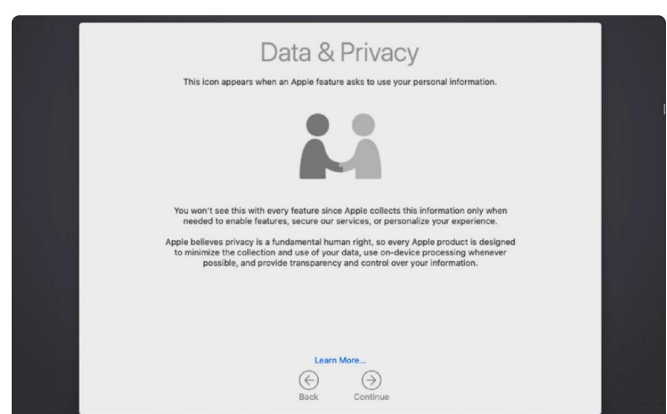 Data & Privacy
This icon appears when an Apple feature asks to use your personal information.
You won't see this with every feature since Apple collects this information only when
needed to enable features, secure our services, or personalize your experience.
Apple believes privacy is a fundamental human right, so every Apple product is designed
to minimize the collection and use of your data, use on-device processing whenever
possible, and provide transparency and control over your information.
Learn More...
Back
Continue